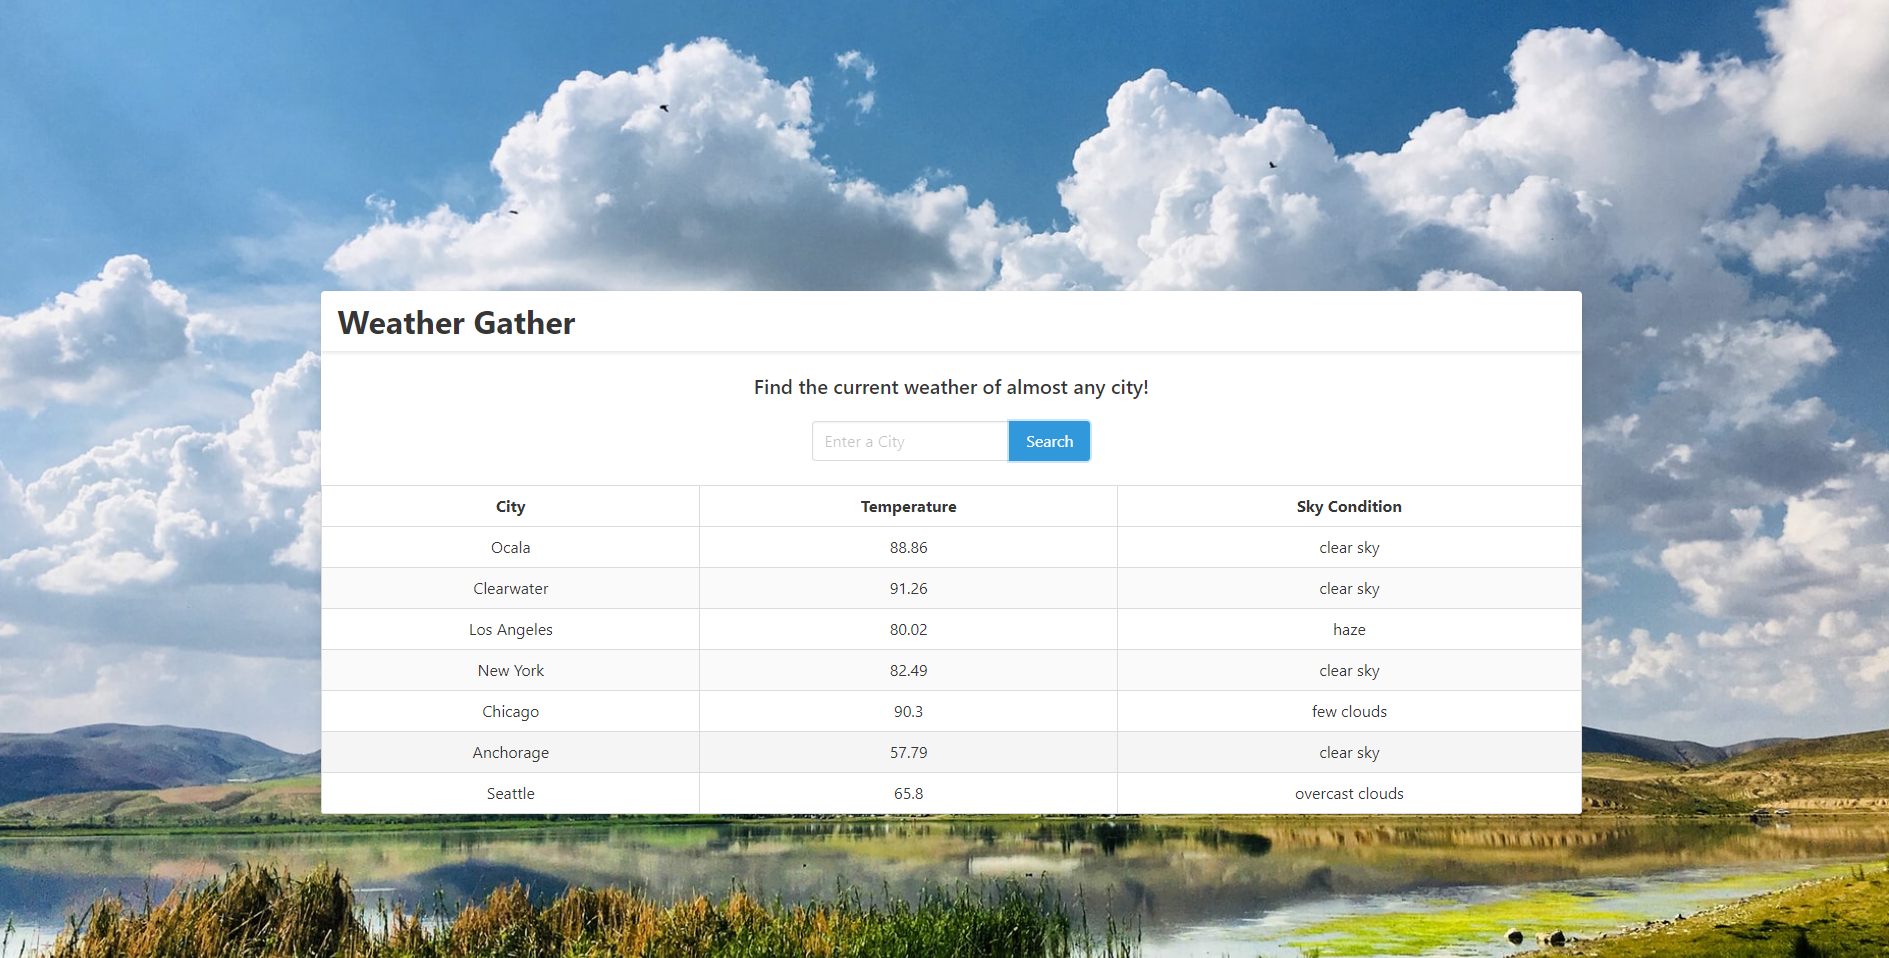 Weather Gather
Find the current weather of almost any city!
Enter a City Search
City Temperature Sky Condition
Ocala 88.86 clear sky
Clearwater 91.26 clear sky
Los Angeles 80.02 haze
New York 82.49 clear sky
Chicago 90.3 few clouds
Anchorage 57.79 clear sky
Seattle 65.8 overcast clouds